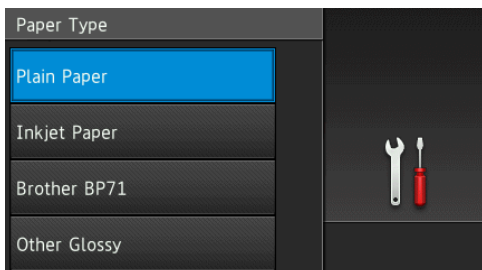 Paper Type
Plain Paper
Inkjet Paper
Brother BP71
Other Glossy